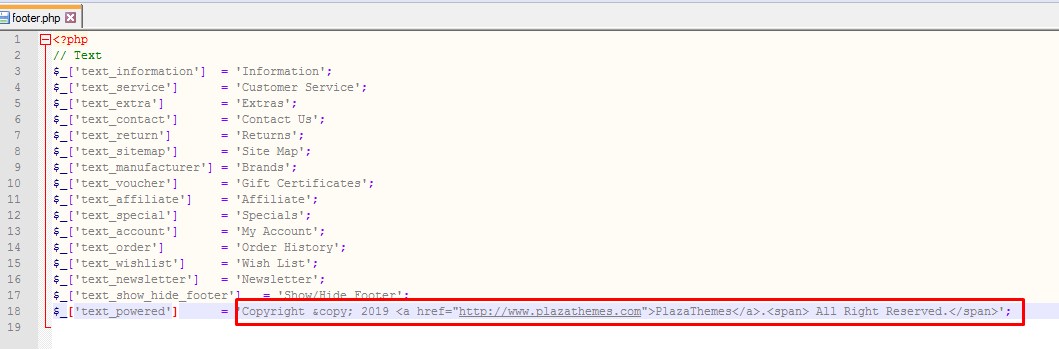 footer.php
1 <?php
2 // Text
3 $_['text_information']  = 'Information';
4 $_['text_service']      = 'Customer Service';
5 $_['text_extra']        = 'Extras';
6 $_['text_contact']      = 'Contact Us';
7 $_['text_return']       = 'Returns';
8 $_['text_sitemap']      = 'Site Map';
9 $_['text_manufacturer'] = 'Brands';
10 $_['text_voucher']      = 'Gift Certificates';
11 $_['text_affiliate']    = 'Affiliate';
12 $_['text_special']      = 'Specials';
13 $_['text_account']      = 'My Account';
14 $_['text_order']        = 'Order History';
15 $_['text_wishlist']     = 'Wish List';
16 $_['text_newsletter']   = 'Newsletter';
17 $_['text_show_hide_footer']   = 'Show/Hide Footer';
18 $_['text_powered']      = 'Copyright &copy; 2019 <a href="http://www.plazathemes.com">PlazaThemes</a>.<span> All Right Reserved.</span>';
19